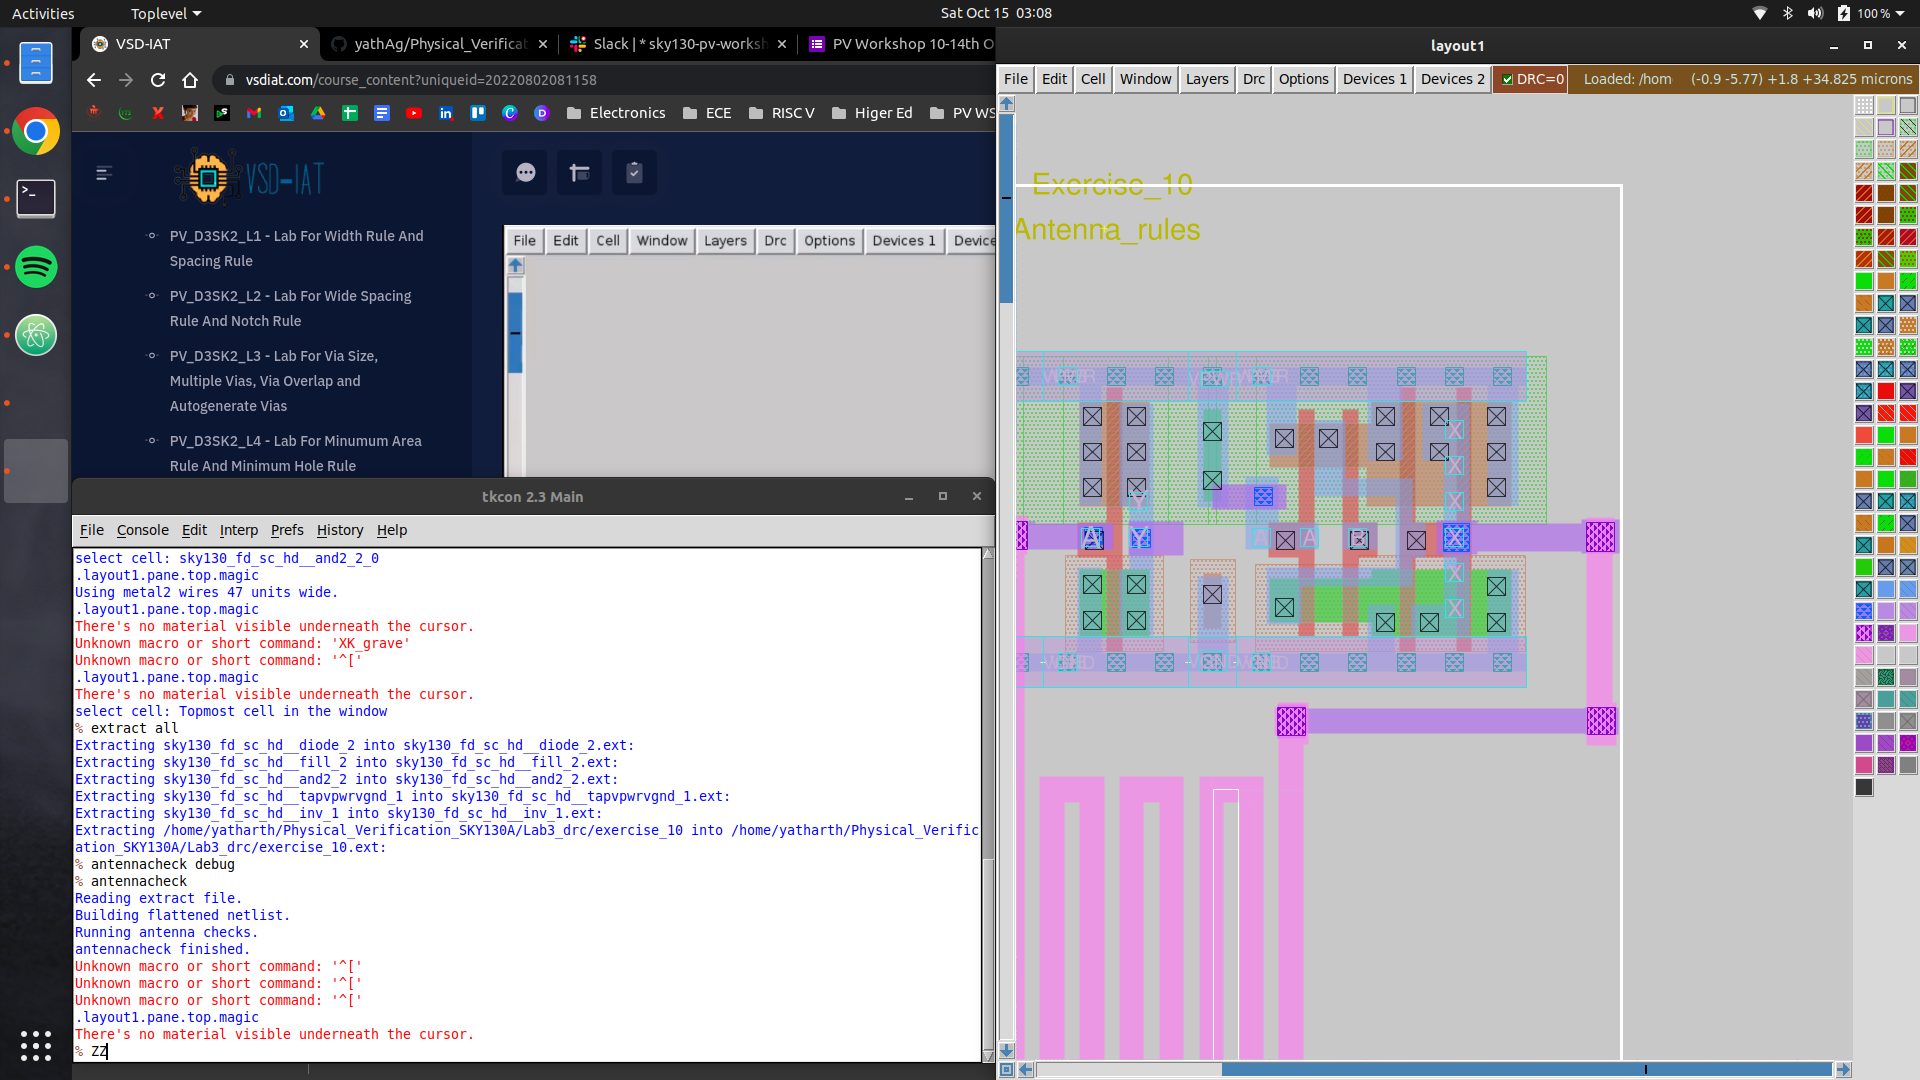 Activities
Toplevel
Sat Oct 15 03:08
100 %
VSD-IAT
yathAg/Physical_Verificat
Slack | * sky130-pv-worksh
PV Workshop 10-14th O
vsdiat.com/course_content?uniqueid=20220802081158
Electronics
ECE
RISC V
Higer Ed
PV WS
VSD-IAT
PV_D3SK2_L1 - Lab For Width Rule And
Spacing Rule
PV_D3SK2_L2 - Lab For Wide Spacing
Rule And Notch Rule
PV_D3SK2_L3 - Lab For Via Size,
Multiple Vias, Via Overlap and
Autogenerate Vias
PV_D3SK2_L4 - Lab For Minumum Area
Rule And Minimum Hole Rule
File Edit Cell Window Layers Drc Options Devices 1 Device
tkcon 2.3 Main
File Console Edit Interp Prefs History Help
select cell: sky130_fd_sc_hd__and2_2_0
.layout1.pane.top.magic
Using metal2 wires 47 units wide.
.layout1.pane.top.magic
There's no material visible underneath the cursor.
Unknown macro or short command: 'XK_grave'
Unknown macro or short command: '^['
.layout1.pane.top.magic
There's no material visible underneath the cursor.
select cell: Topmost cell in the window
% extract all
Extracting sky130_fd_sc_hd__diode_2 into sky130_fd_sc_hd__diode_2.ext:
Extracting sky130_fd_sc_hd__fill_2 into sky130_fd_sc_hd__fill_2.ext:
Extracting sky130_fd_sc_hd__and2_2 into sky130_fd_sc_hd__and2_2.ext:
Extracting sky130_fd_sc_hd__tapvpwrvgnd_1 into sky130_fd_sc_hd__tapvpwrvgnd_1.ext:
Extracting sky130_fd_sc_hd__inv_1 into sky130_fd_sc_hd__inv_1.ext:
Extracting /home/yatharth/Physical_Verification_SKY130A/Lab3_drc/exercise_10 into /home/yatharth/Physical_Verific
ation_SKY130A/Lab3_drc/exercise_10.ext:
% antennacheck debug
% antennacheck
Reading extract file.
Building flattened netlist.
Running antenna checks.
antennacheck finished.
Unknown macro or short command: '^['
Unknown macro or short command: '^['
Unknown macro or short command: '^['
.layout1.pane.top.magic
There's no material visible underneath the cursor.
% ZZ
layout1
File Edit Cell Window Layers Drc Options Devices 1 Devices 2 DRC=0 Loaded: /hom (-0.9 -5.77) +1.8 +34.825 microns
Exercise_10
Antenna_rules
X
X
Y X
A Y A A B X
X
X